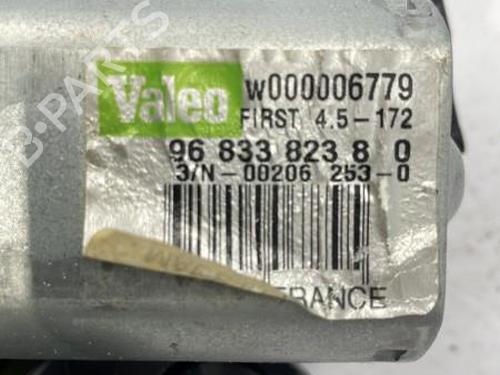 Valeo
w000006779
FIRST 4.5-172
96 833 823 8 0
3/N-00206 253-0
FRANCE
B-PARTS